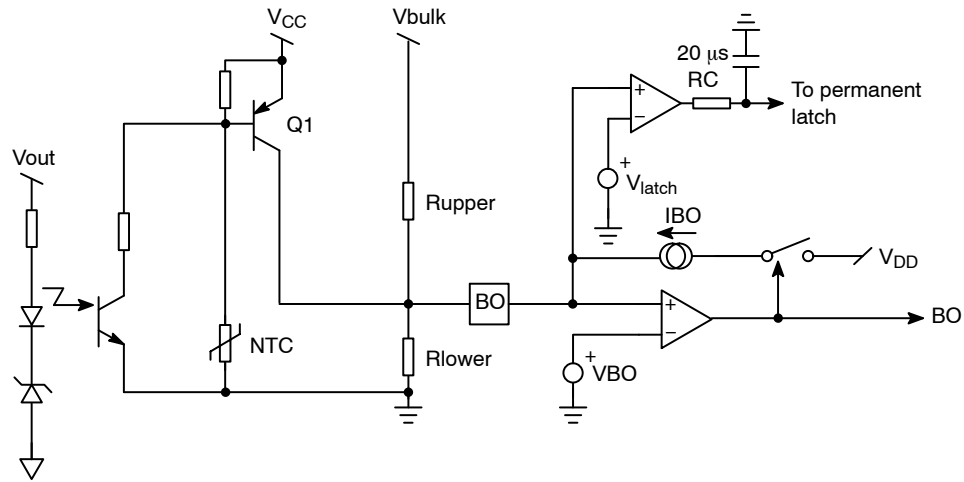 VCC
Vbulk
20 μs
RC
To permanent
latch
Q1
Vout
+
−
+
Vlatch
Rupper
IBO
VDD
BO
+
−
BO
NTC
Rlower
+
VBO